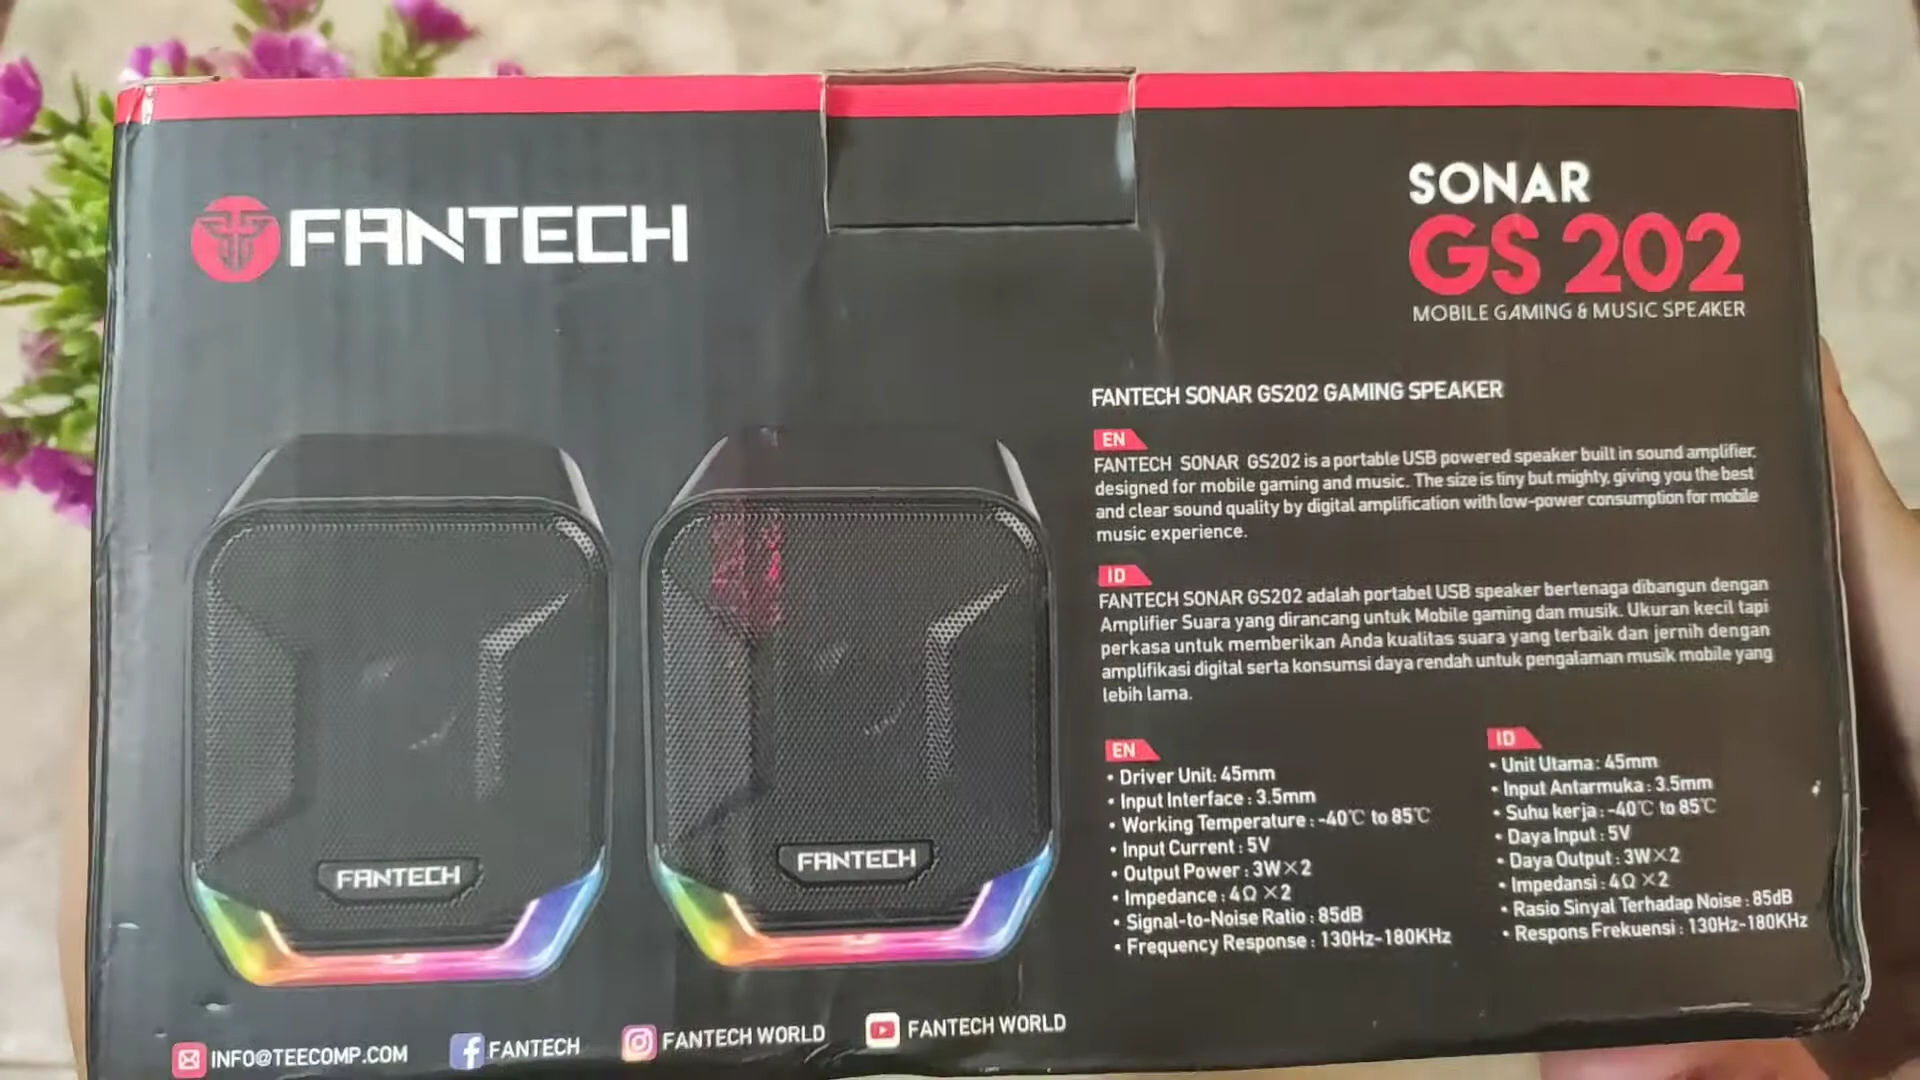 FANTECH
SONAR
GS 202
MOBILE GAMING & MUSIC SPEAKER
FANTECH SONAR GS202 GAMING SPEAKER
EN
FANTECH SONAR GS202 is a portable USB powered speaker built in sound amplifier,
designed for mobile gaming and music. The size is tiny but mighty, giving you the best
and clear sound quality by digital amplification with low-power consumption for mobile
music experience.
ID
FANTECH SONAR GS202 adalah portabel USB speaker bertenaga dibangun dengan
Amplifier Suara yang dirancang untuk Mobile gaming dan musik. Ukuran kecil tapi
perkasa untuk memberikan Anda kualitas suara yang terbaik dan jernih dengan
amplifikasi digital serta konsumsi daya rendah untuk pengalaman musik mobile yang
lebih lama.
EN
• Driver Unit: 45mm
• Input Interface : 3.5mm
• Working Temperature : -40℃ to 85℃
• Input Current : 5V
• Output Power : 3W×2
• Impedance : 4Ω ×2
• Signal-to-Noise Ratio : 85dB
• Frequency Response : 130Hz-180KHz
ID
• Unit Utama : 45mm
• Input Antarmuka : 3.5mm
• Suhu kerja : -40℃ to 85℃
• Daya Input : 5V
• Daya Output : 3W×2
• Impedansi : 4Ω ×2
• Rasio Sinyal Terhadap Noise : 85dB
• Respons Frekuensi : 130Hz-180KHz
FANTECH
FANTECH
INFO@TEECOMP.COM
FANTECH
FANTECH WORLD
FANTECH WORLD